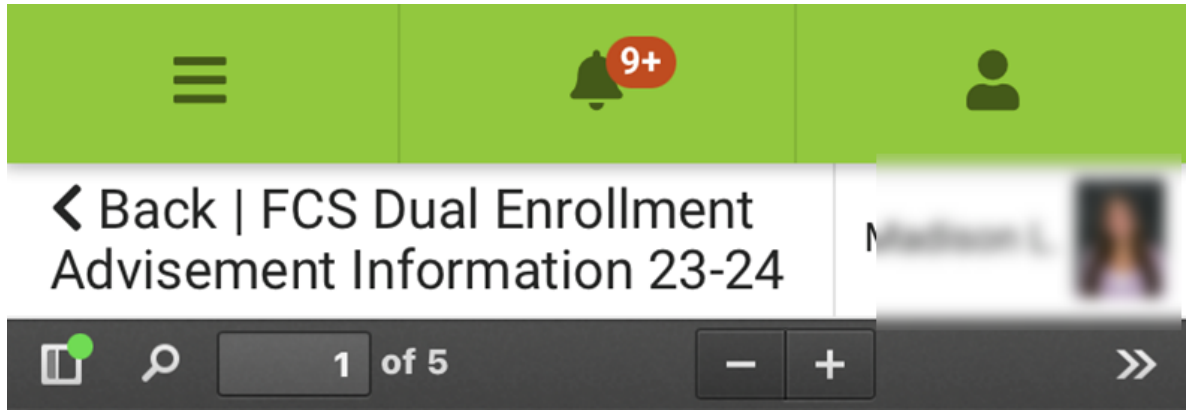 9+
Back | FCS Dual Enrollment
Advisement Information 23-24
1 of 5